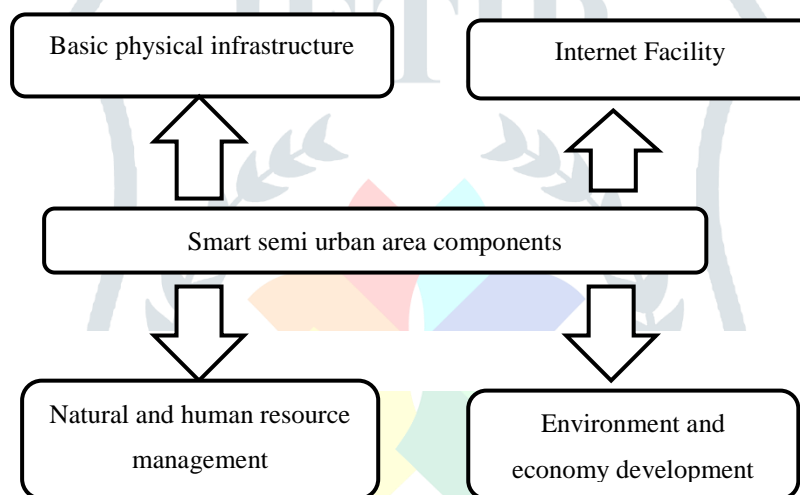 Basic physical infrastructure
Internet Facility
Smart semi urban area components
Natural and human resource
management
Environment and
economy development